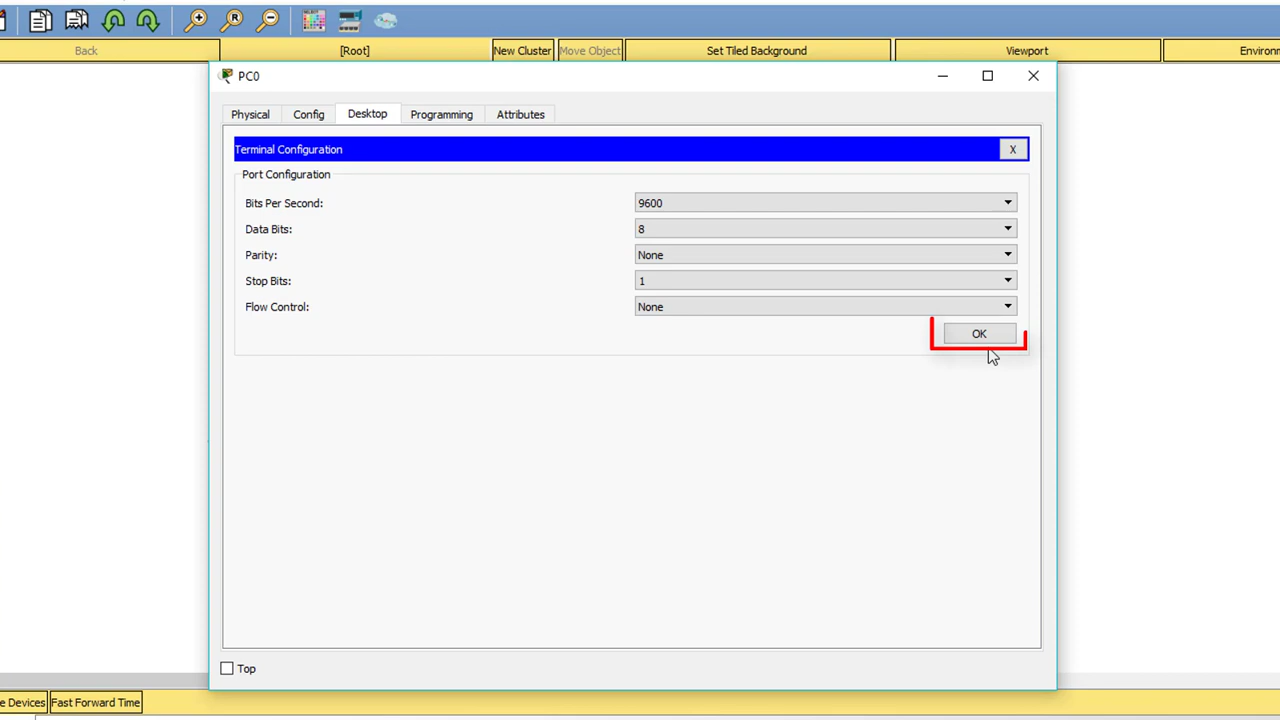 R
Back
[Root]
New Cluster
Move Object
Set Tiled Background
Viewport
Environ
PC0
Physical
Config
Desktop
Programming
Attributes
Terminal Configuration
X
Port Configuration
Bits Per Second:
9600
Data Bits:
8
Parity:
None
Stop Bits:
1
Flow Control:
None
OK
Top
e Devices
Fast Forward Time